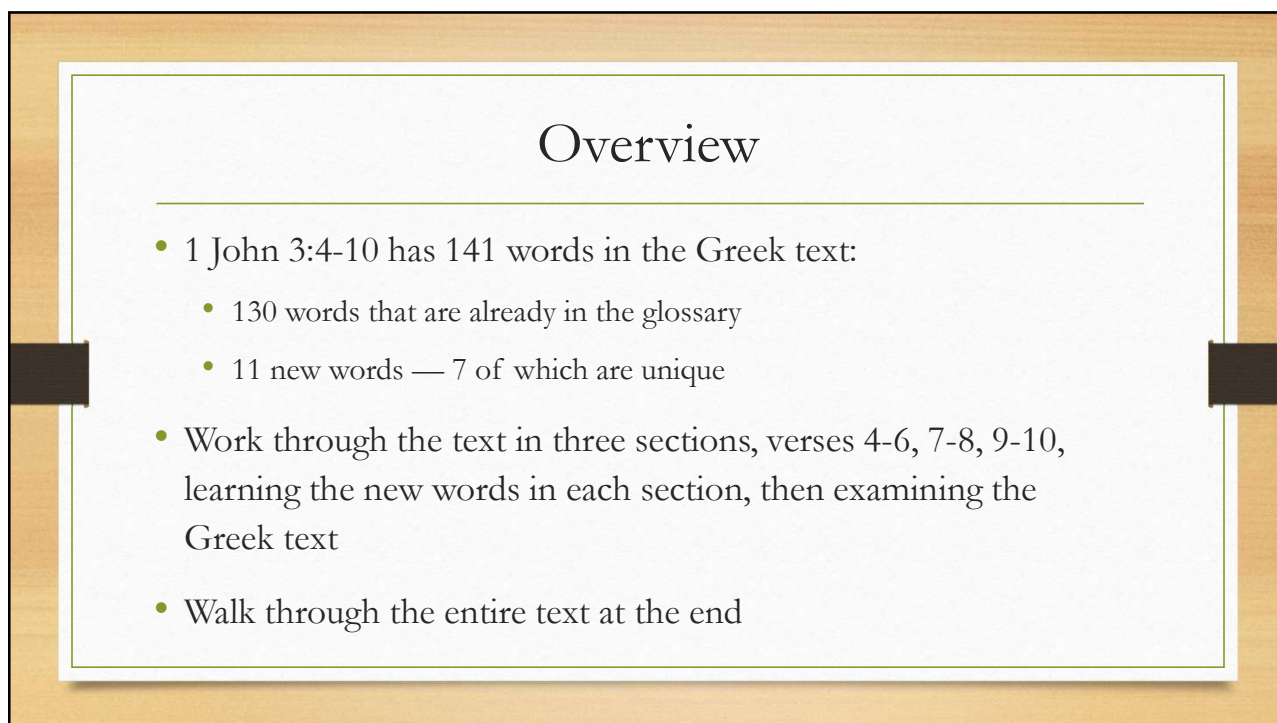 Overview
• 1 John 3:4-10 has 141 words in the Greek text:
• 130 words that are already in the glossary
• 11 new words — 7 of which are unique
• Work through the text in three sections, verses 4-6, 7-8, 9-10,
learning the new words in each section, then examining the
Greek text
• Walk through the entire text at the end